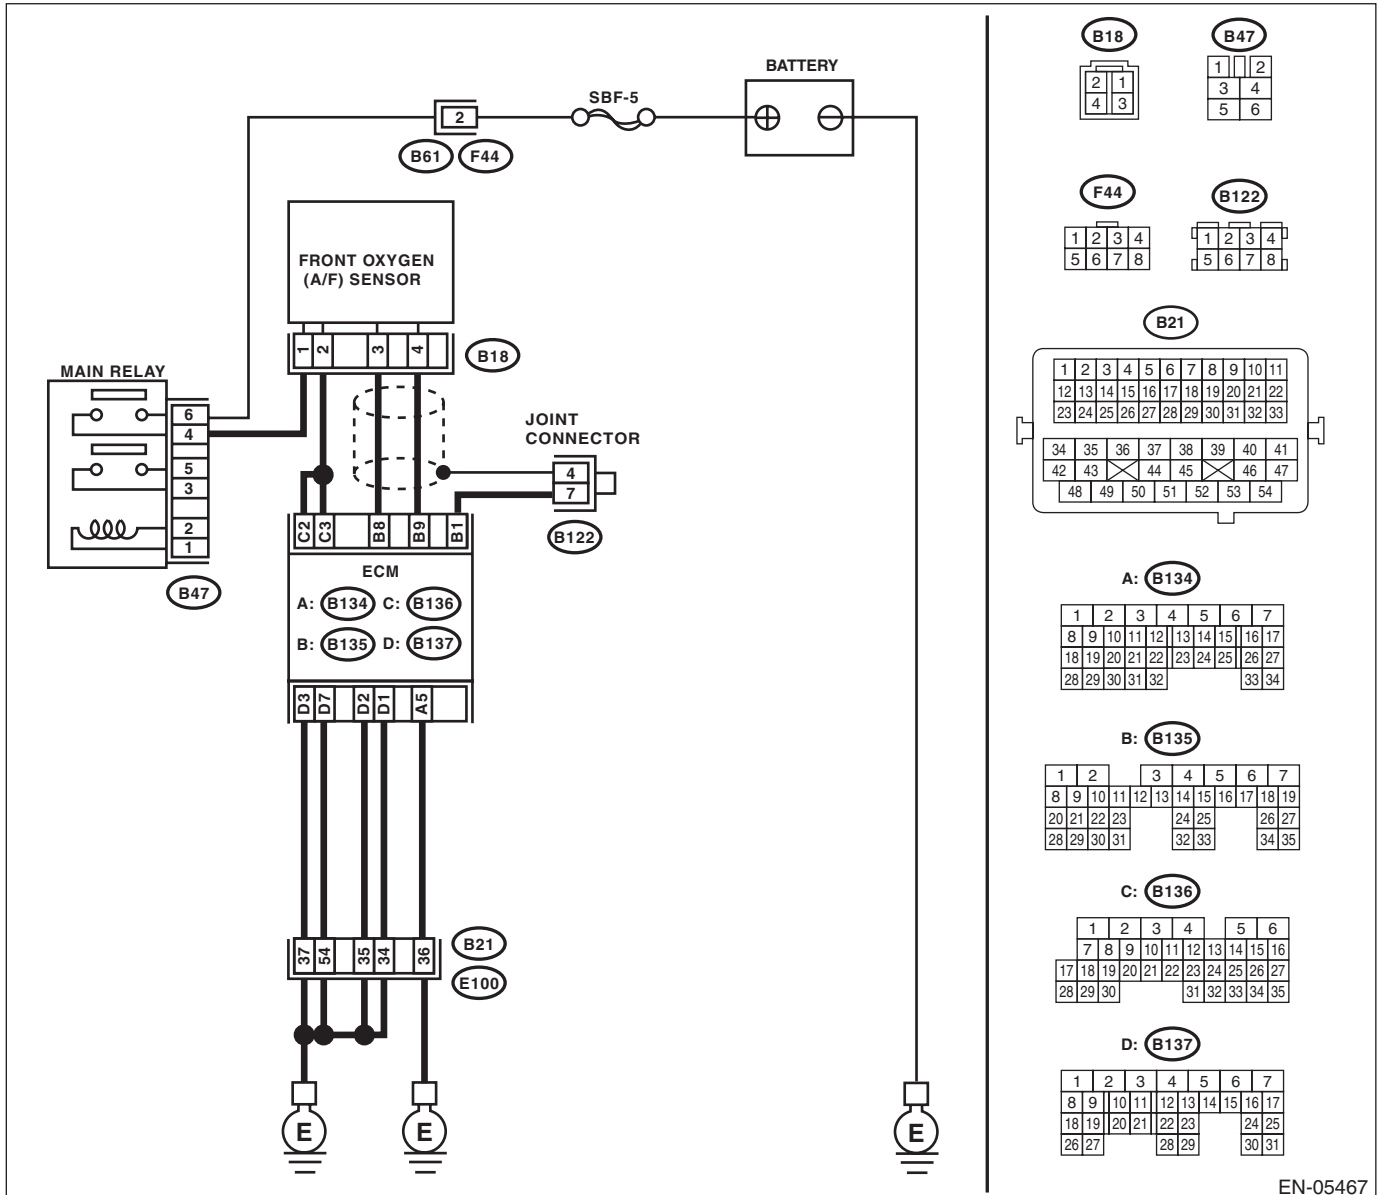 BATTERY
SBF-5
2
B61 F44
FRONT OXYGEN
(A/F) SENSOR
1 2 3 4
B18
MAIN RELAY
6
4
5
3
2
1
B47
JOINT
CONNECTOR
4
7
B122
C2 C3 B8 B9 B1
ECM
A: B134 C: B136
B: B135 D: B137
D3 D7 D2 D1 A5
37 54 35 34 36
B21
E100
E E E
B18
2 1
4 3
B47
1 2
3 4
5 6
F44
1 2 3 4
5 6 7 8
B122
1 2 3 4
5 6 7 8
B21
1 2 3 4 5 6 7 8 9 10 11
12 13 14 15 16 17 18 19 20 21 22
23 24 25 26 27 28 29 30 31 32 33
34 35 36 37 38 39 40 41
42 43 44 45 46 47
48 49 50 51 52 53 54
A: B134
1 2 3 4 5 6 7
8 9 10 11 12 13 14 15 16 17
18 19 20 21 22 23 24 25 26 27
28 29 30 31 32 33 34
B: B135
1 2 3 4 5 6 7
8 9 10 11 12 13 14 15 16 17 18 19
20 21 22 23 24 25 26 27
28 29 30 31 32 33 34 35
C: B136
1 2 3 4 5 6
7 8 9 10 11 12 13 14 15 16
17 18 19 20 21 22 23 24 25 26 27
28 29 30 31 32 33 34 35
D: B137
1 2 3 4 5 6 7
8 9 10 11 12 13 14 15 16 17
18 19 20 21 22 23 24 25
26 27 28 29 30 31
EN-05467